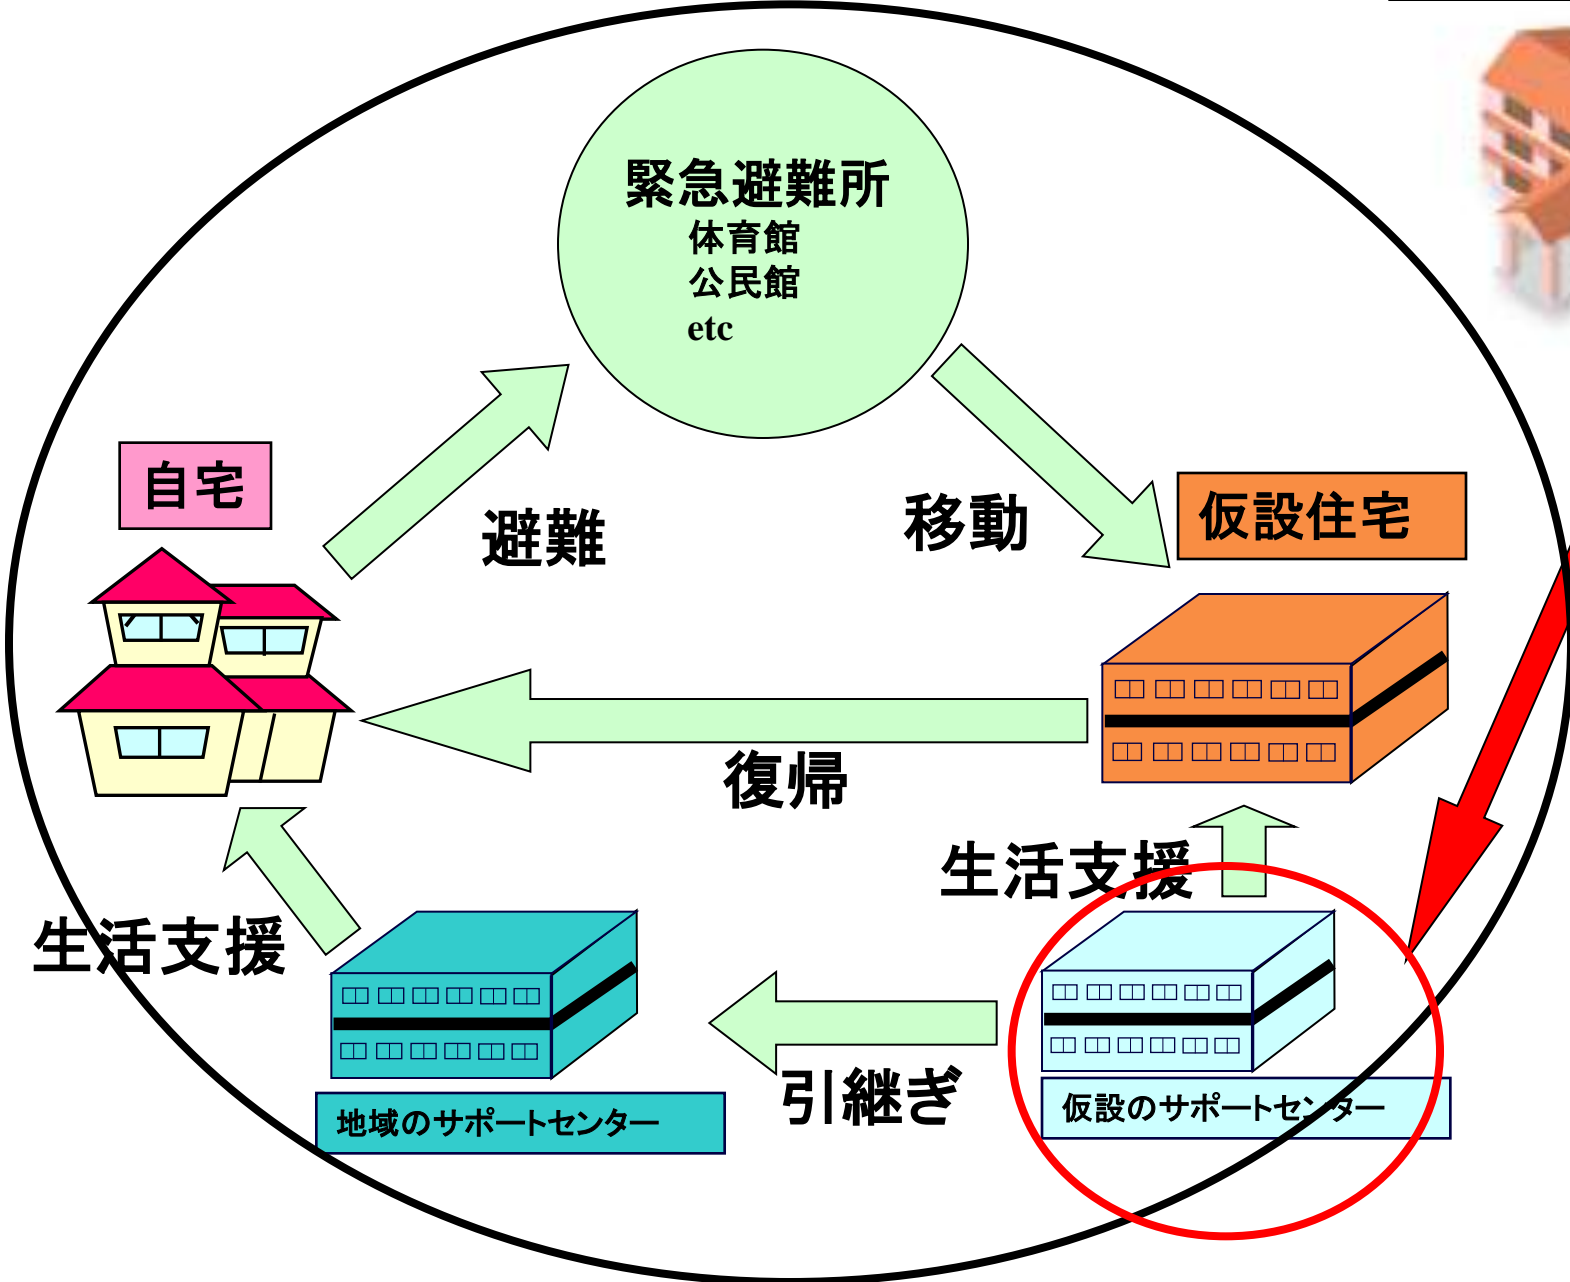 緊急避難所
体育館
公民館
etc
自宅
避難
移動
仮設住宅
復帰
生活支援
生活支援
引継ぎ
地域のサポートセンター
仮設のサポートセンター